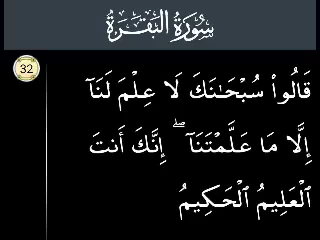 سُورَةُ البَقَرَةِ
32
قَالُوا۟ سُبْحَـٰنَكَ لَا عِلْمَ لَنَآ
إِلَّا مَا عَلَّمْتَنَآ ۖ إِنَّكَ أَنتَ
ٱلْعَلِيمُ ٱلْحَكِيمُ